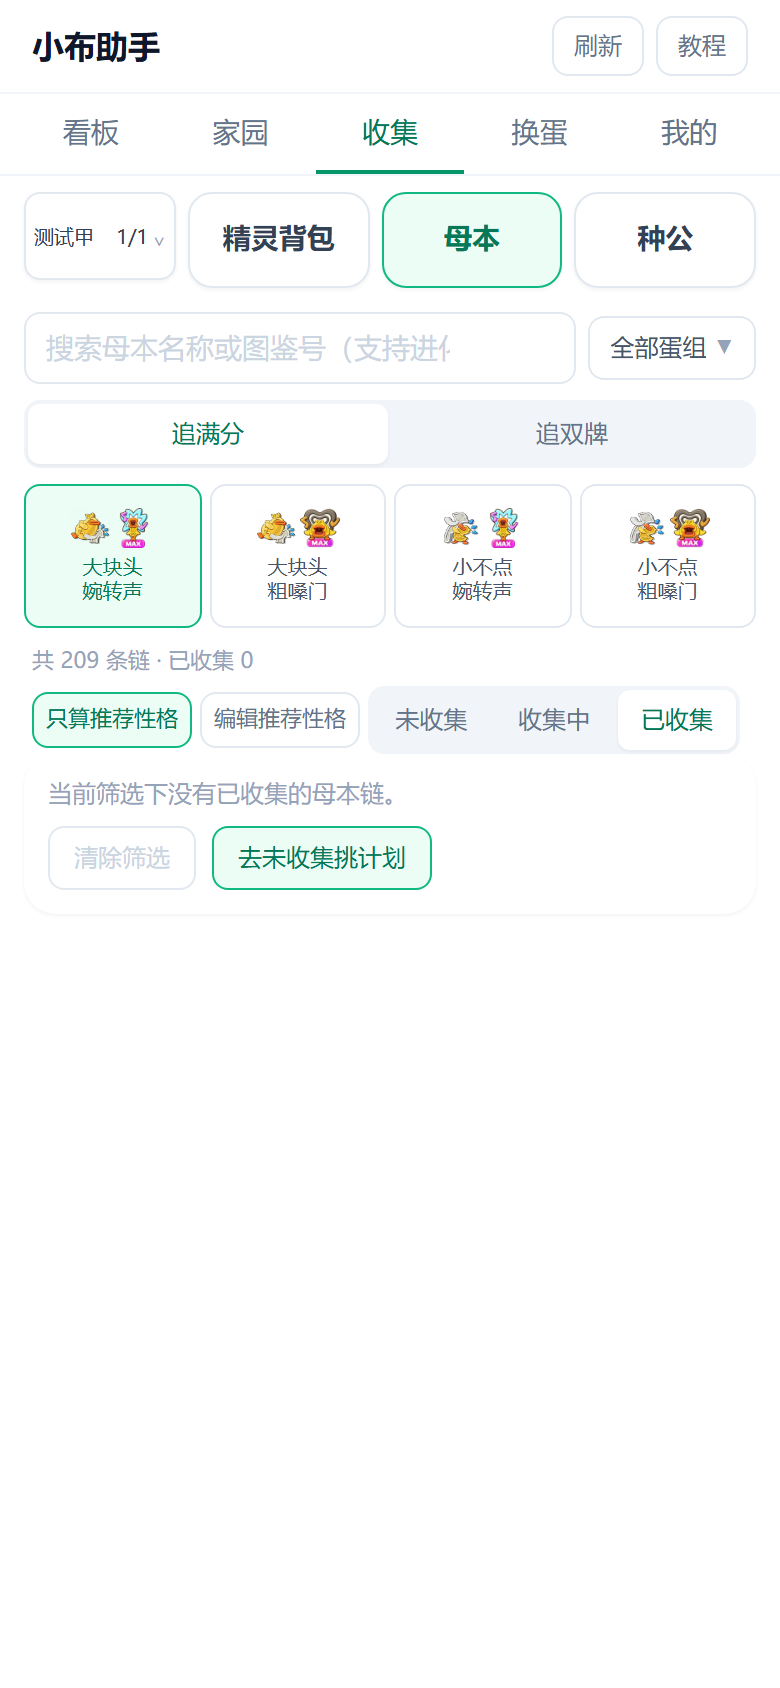 小布助手
刷新
教程
看板
家园
收集
换蛋
我的
测试甲 1/1
精灵背包
母本
种公
搜索母本名称或图鉴号（支持进
全部蛋组 ▼
追满分
追双牌
MAX
大块头
婉转声
MAX
大块头
粗嗓门
MAX
小不点
婉转声
MAX
小不点
粗嗓门
共 209 条链 · 已收集 0
只算推荐性格
编辑推荐性格
未收集
收集中
已收集
当前筛选下没有已收集的母本链。
清除筛选
去未收集挑计划